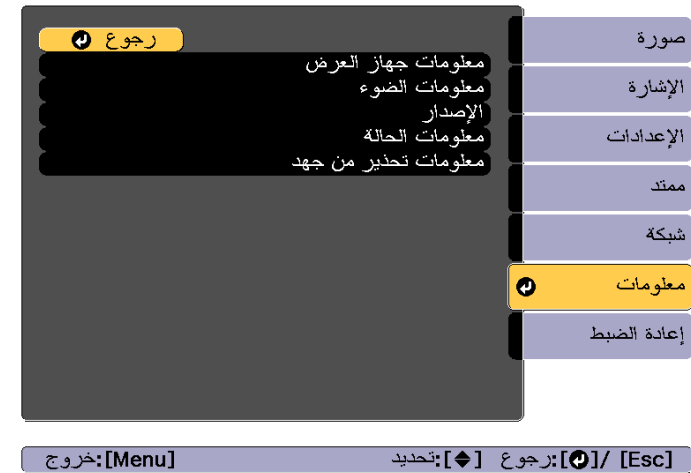 صورة
الإشارة
الإعدادات
ممتد
شبكة
معلومات
إعادة الضبط
رجوع
معلومات جهاز العرض
معلومات الضوء
الإصدار
معلومات الحالة
معلومات تحذير من جهد
[Esc] /[⏎]:رجوع [◆]:تحديد [Menu]:خروج